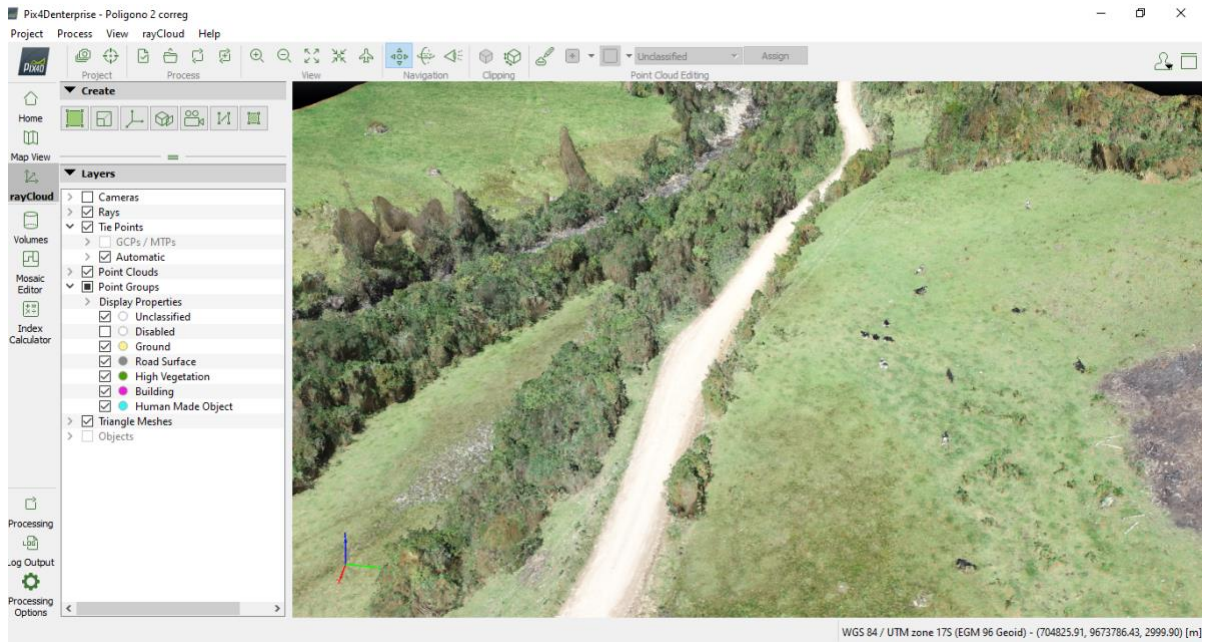 Pix4Denterprise - Poligono 2 correg
Project Process View rayCloud Help
PIX4D
Project Process View Navigation Clipping Point Cloud Editing
Unclassified Assign
Home
Map View
rayCloud
Volumes
Mosaic
Editor
Index
Calculator
Processing
Log Output
Processing
Options
Create
Layers
Cameras
Rays
Tie Points
GCPs / MTPs
Automatic
Point Clouds
Point Groups
Display Properties
Unclassified
Disabled
Ground
Road Surface
High Vegetation
Building
Human Made Object
Triangle Meshes
Objects
WGS 84 / UTM zone 17S (EGM 96 Geoid) - (704825.91, 9673786.43, 2999.90) [m]